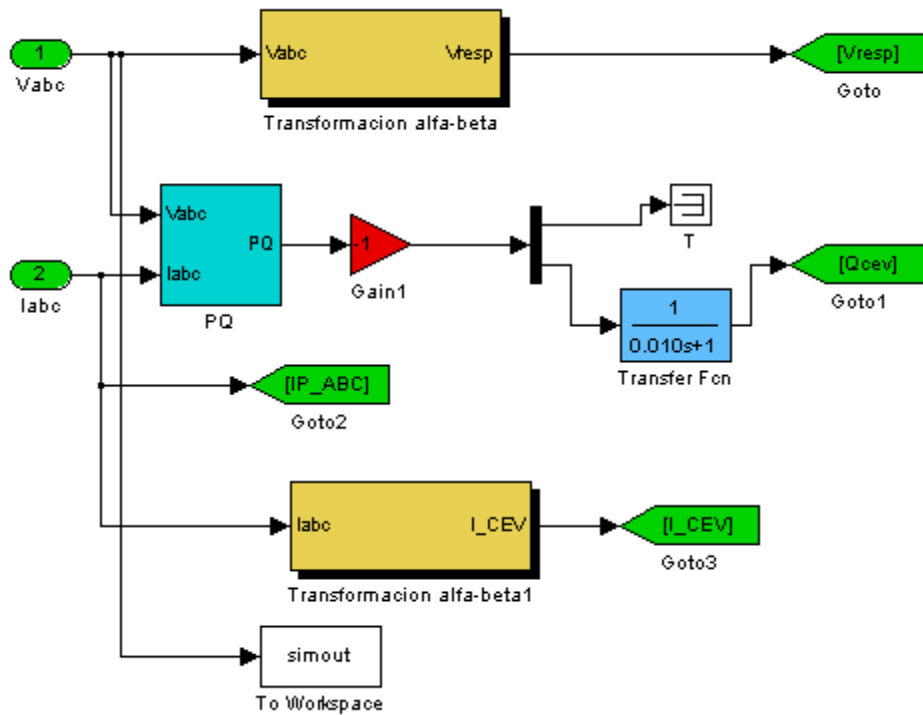 1
Vabc
Vabc
Vresp
Transformacion alfa-beta
[Vresp]
Goto
Vabc
Iabc
PQ
PQ
-1
Gain1
T
[Qcev]
Goto1
2
Iabc
1
0.010s+1
Transfer Fcn
[IP_ABC]
Goto2
Iabc
I_CEV
Transformacion alfa-beta1
[I_CEV]
Goto3
simout
To Workspace